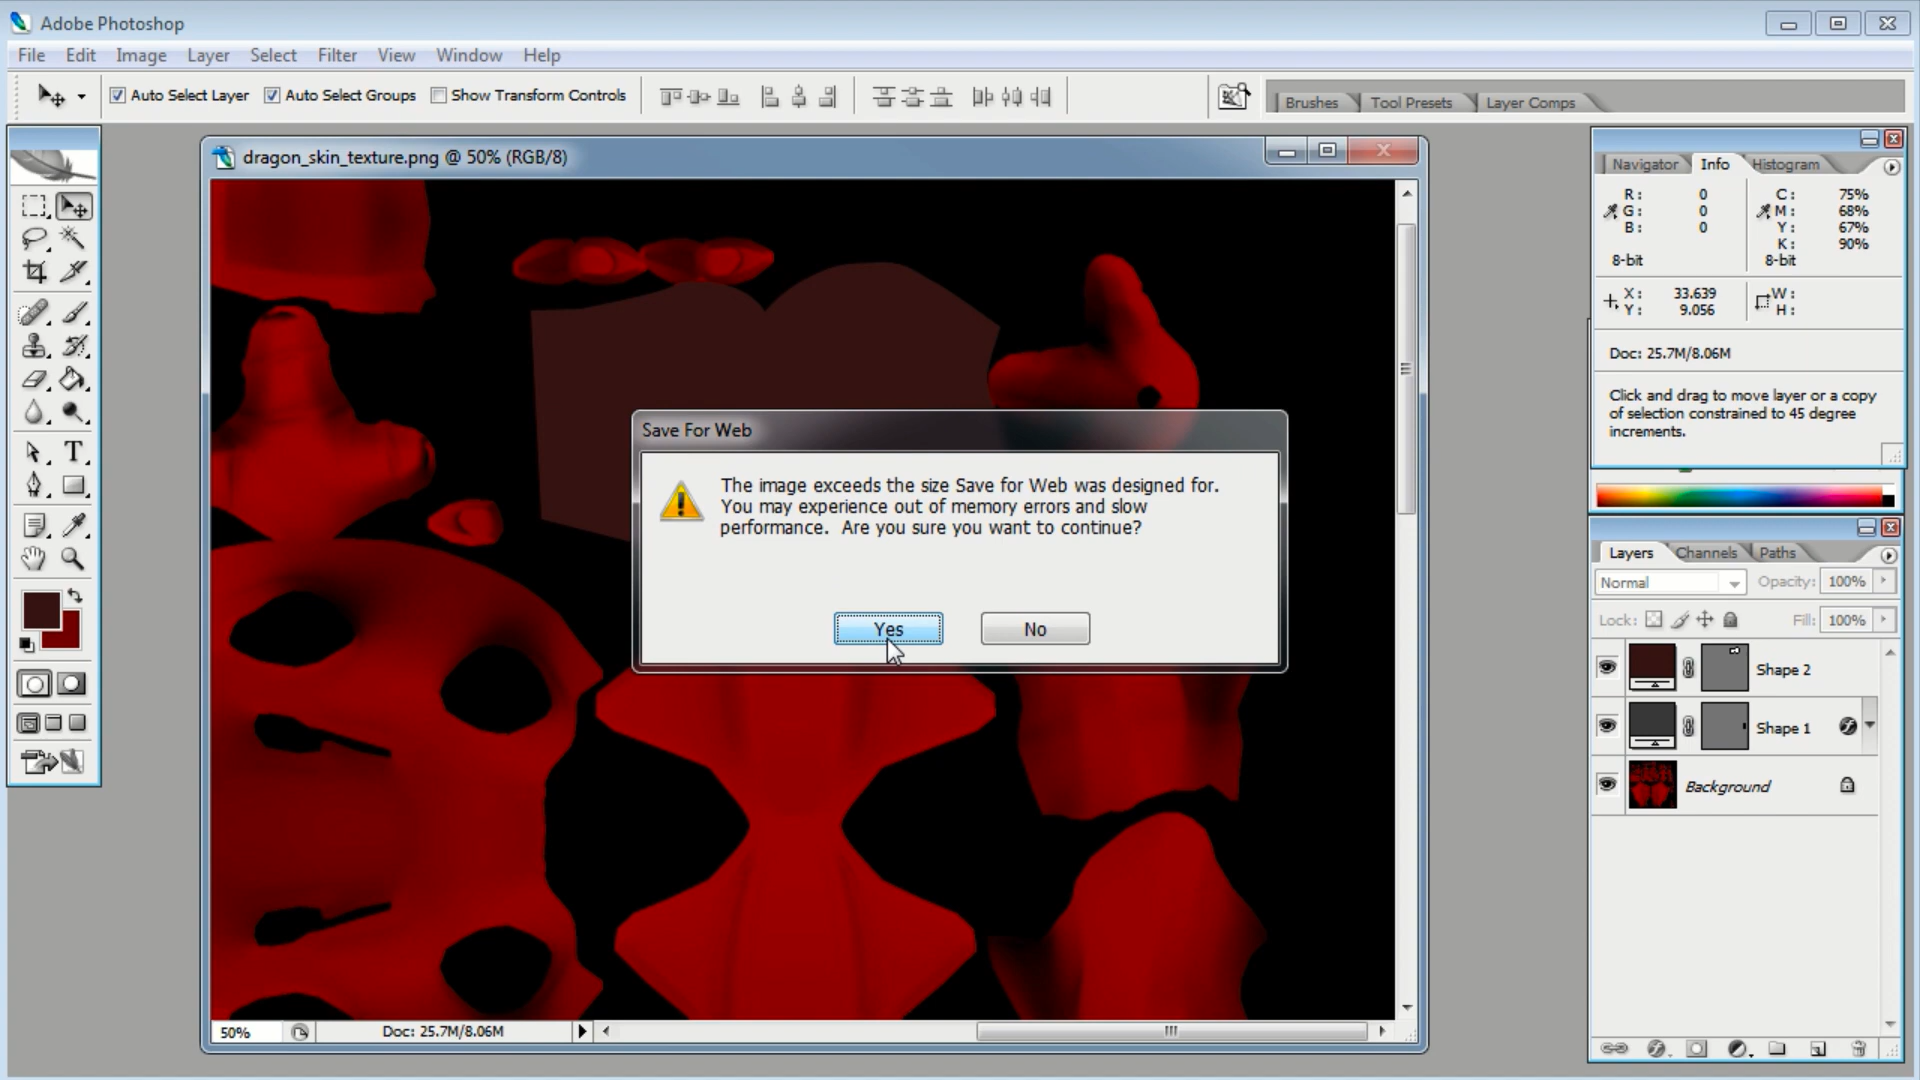 Adobe Photoshop
File Edit Image Layer Select Filter View Window Help
Auto Select Layer Auto Select Groups Show Transform Controls
Brushes Tool Presets Layer Comps
dragon_skin_texture.png @ 50% (RGB/8)
Navigator Info Histogram
R: 0 C: 75%
G: 0 M: 68%
B: 0 Y: 67%
K: 90%
8-bit 8-bit
X: 33.639 W:
Y: 9.056 H:
Doc: 25.7M/8.06M
Click and drag to move layer or a copy
of selection constrained to 45 degree
increments.
Save For Web
The image exceeds the size Save for Web was designed for.
You may experience out of memory errors and slow
performance. Are you sure you want to continue?
Yes No
Layers Channels Paths
Normal Opacity: 100%
Lock: Fill: 100%
Shape 2
Shape 1
Background
50% Doc: 25.7M/8.06M